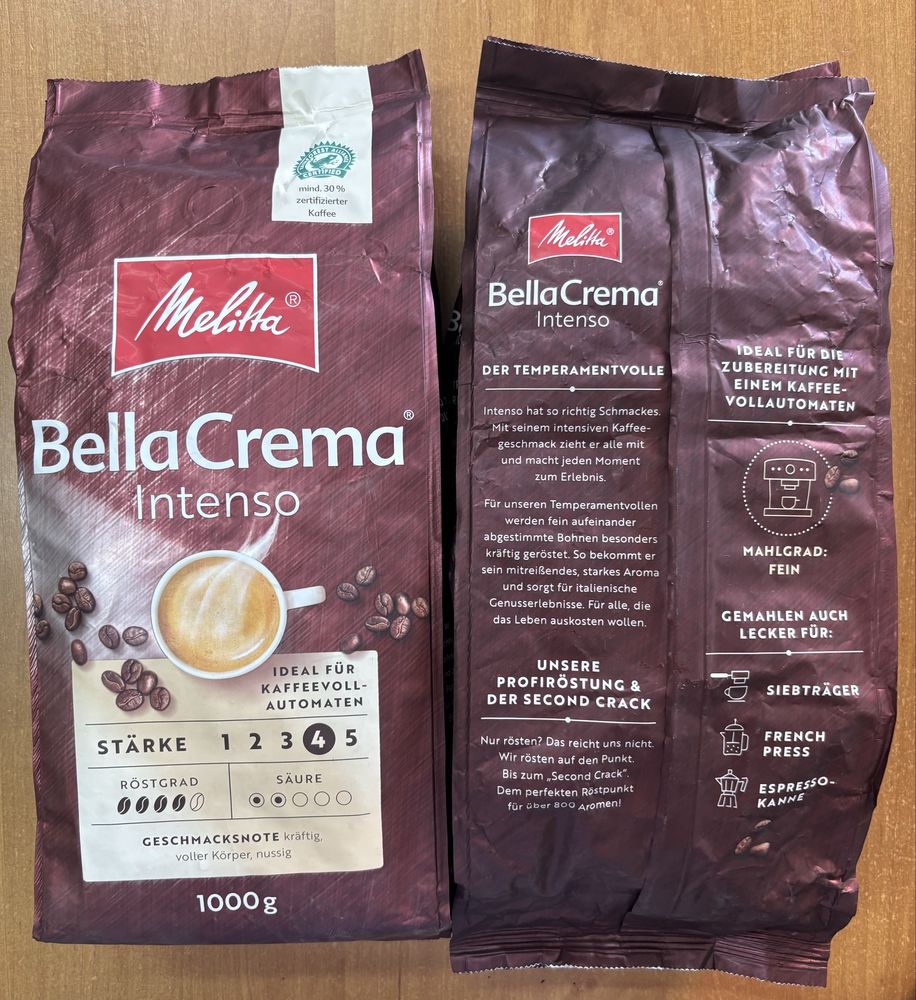 RAINFOREST ALLIANCE
CERTIFIED
mind. 30 %
zertifizierter
Kaffee
Melitta®
BellaCrema®
Intenso
IDEAL FÜR
KAFFEEVOLL-
AUTOMATEN
STÄRKE 1 2 3 4 5
RÖSTGRAD
SÄURE
GESCHMACKSNOTE kräftig,
voller Körper, nussig
1000g
Melitta®
BellaCrema®
Intenso
DER TEMPERAMENTVOLLE
Intenso hat so richtig Schmackes.
Mit seinem intensiven Kaffee-
geschmack zieht er alle mit
und macht jeden Moment
zum Erlebnis.
Für unseren Temperamentvollen
werden fein aufeinander
abgestimmte Bohnen besonders
kräftig geröstet. So bekommt er
sein mitreißendes, starkes Aroma
und sorgt für italienische
Genusserlebnisse. Für alle, die
das Leben auskosten wollen.
UNSERE
PROFIRÖSTUNG &
DER SECOND CRACK
Nur rösten? Das reicht uns nicht.
Wir rösten auf den Punkt.
Bis zum „Second Crack“.
Dem perfekten Röstpunkt
für über 800 Aromen!
IDEAL FÜR DIE
ZUBEREITUNG MIT
EINEM KAFFEE-
VOLLAUTOMATEN
MAHLGRAD:
FEIN
GEMAHLEN AUCH
LECKER FÜR:
SIEBTRÄGER
FRENCH
PRESS
ESPRESSO-
KANNE